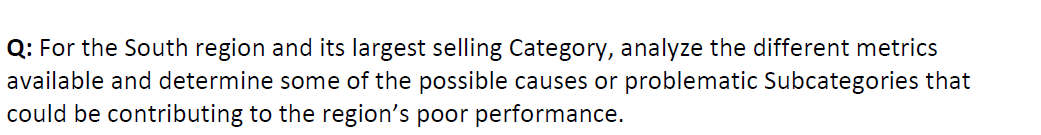 Q: For the South region and its largest selling Category, analyze the different metrics
available and determine some of the possible causes or problematic Subcategories that
could be contributing to the region’s poor performance.